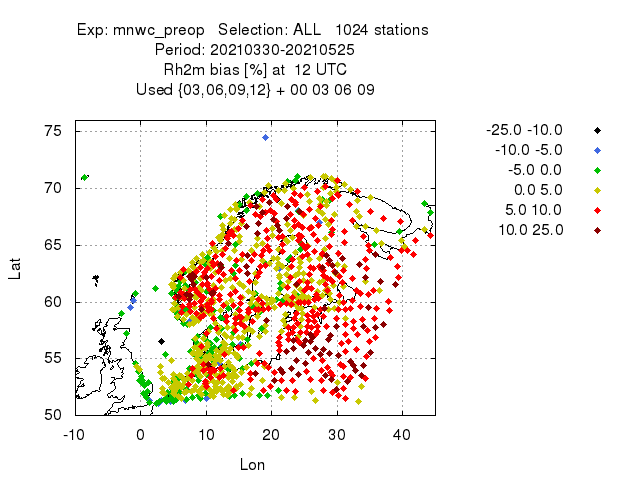 Exp: mnwc_preop   Selection: ALL   1024 stations
Period: 20210330-20210525
Rh2m bias [%] at  12 UTC
Used {03,06,09,12} + 00 03 06 09
-25.0 -10.0
-10.0 -5.0
-5.0 0.0
0.0 5.0
5.0 10.0
10.0 25.0
75
70
65
60
55
50
Lat
-10 0 10 20 30 40
Lon